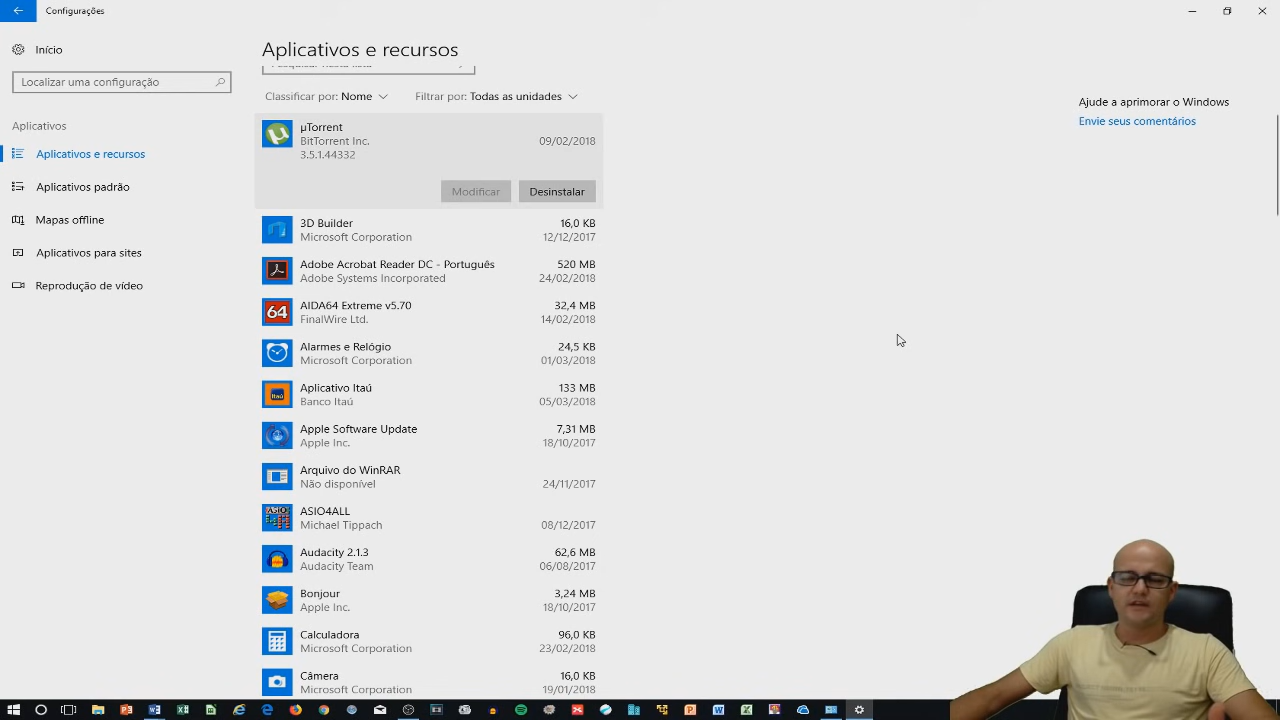 Configurações
Início
Localizar uma configuração
Aplicativos
Aplicativos e recursos
Aplicativos padrão
Mapas offline
Aplicativos para sites
Reprodução de vídeo
Aplicativos e recursos
Classificar por: Nome
Filtrar por: Todas as unidades
µTorrent
BitTorrent Inc. 09/02/2018
3.5.1.44332
Modificar Desinstalar
3D Builder 16,0 KB
Microsoft Corporation 12/12/2017
Adobe Acrobat Reader DC - Português 520 MB
Adobe Systems Incorporated 24/02/2018
AIDA64 Extreme v5.70 32,4 MB
FinalWire Ltd. 14/02/2018
Alarmes e Relógio 24,5 KB
Microsoft Corporation 01/03/2018
Aplicativo Itaú 133 MB
Banco Itaú 05/03/2018
Apple Software Update 7,31 MB
Apple Inc. 18/10/2017
Arquivo do WinRAR
Não disponível 24/11/2017
ASIO4ALL
Michael Tippach 08/12/2017
Audacity 2.1.3 62,6 MB
Audacity Team 06/08/2017
Bonjour 3,24 MB
Apple Inc. 18/10/2017
Calculadora 96,0 KB
Microsoft Corporation 23/02/2018
Câmera 16,0 KB
Microsoft Corporation 19/01/2018
Ajude a aprimorar o Windows
Envie seus comentários